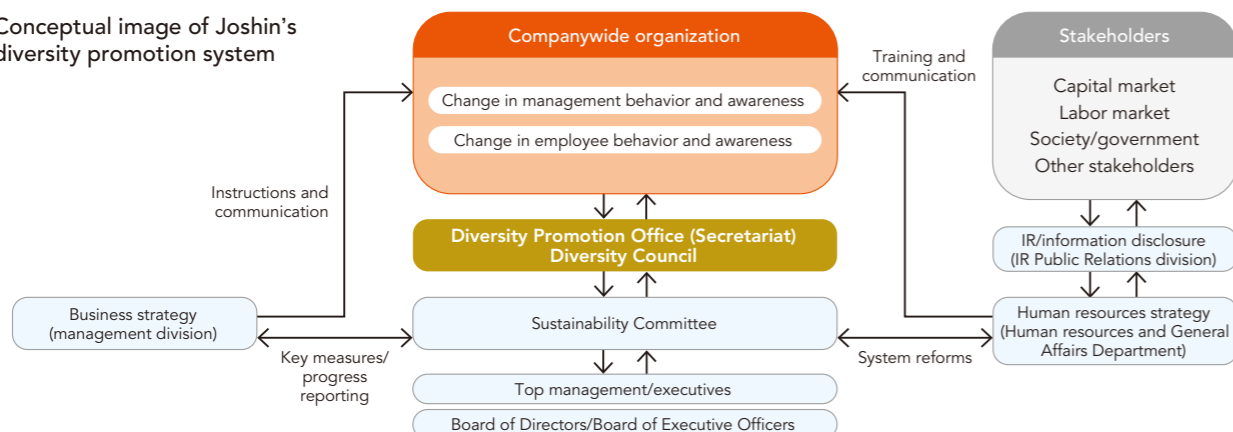 Conceptual image of Joshin's
diversity promotion system
Companywide organization
Change in management behavior and awareness
Change in employee behavior and awareness
Training and
communication
Stakeholders
Capital market
Labor market
Society/government
Other stakeholders
Instructions and
communication
Diversity Promotion Office (Secretariat)
Diversity Council
IR/information disclosure
(IR Public Relations division)
Business strategy
(management division)
Sustainability Committee
Human resources strategy
(Human resources and General
Affairs Department)
Key measures/
progress
reporting
System reforms
Top management/executives
Board of Directors/Board of Executive Officers